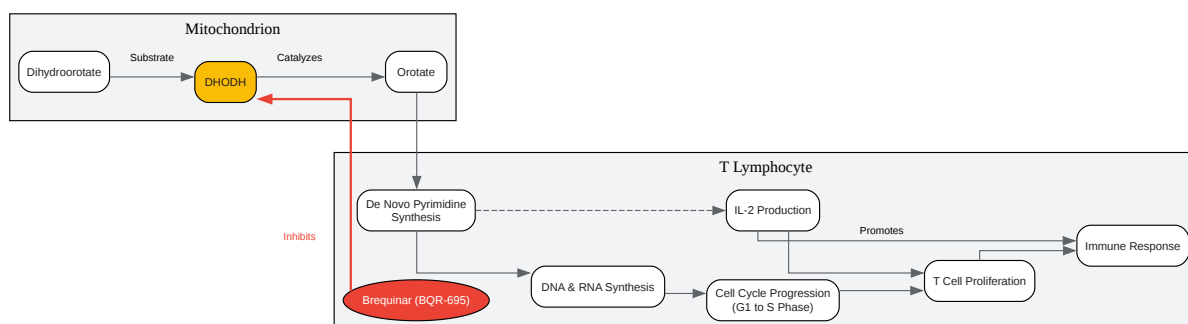 Mitochondrion
Dihydroorotate
Substrate
DHODH
Catalyzes
Orotate
T Lymphocyte
De Novo Pyrimidine
Synthesis
IL-2 Production
Promotes
Immune Response
Inhibits
Brequinar (BQR-695)
DNA & RNA Synthesis
Cell Cycle Progression
(G1 to S Phase)
T Cell Proliferation